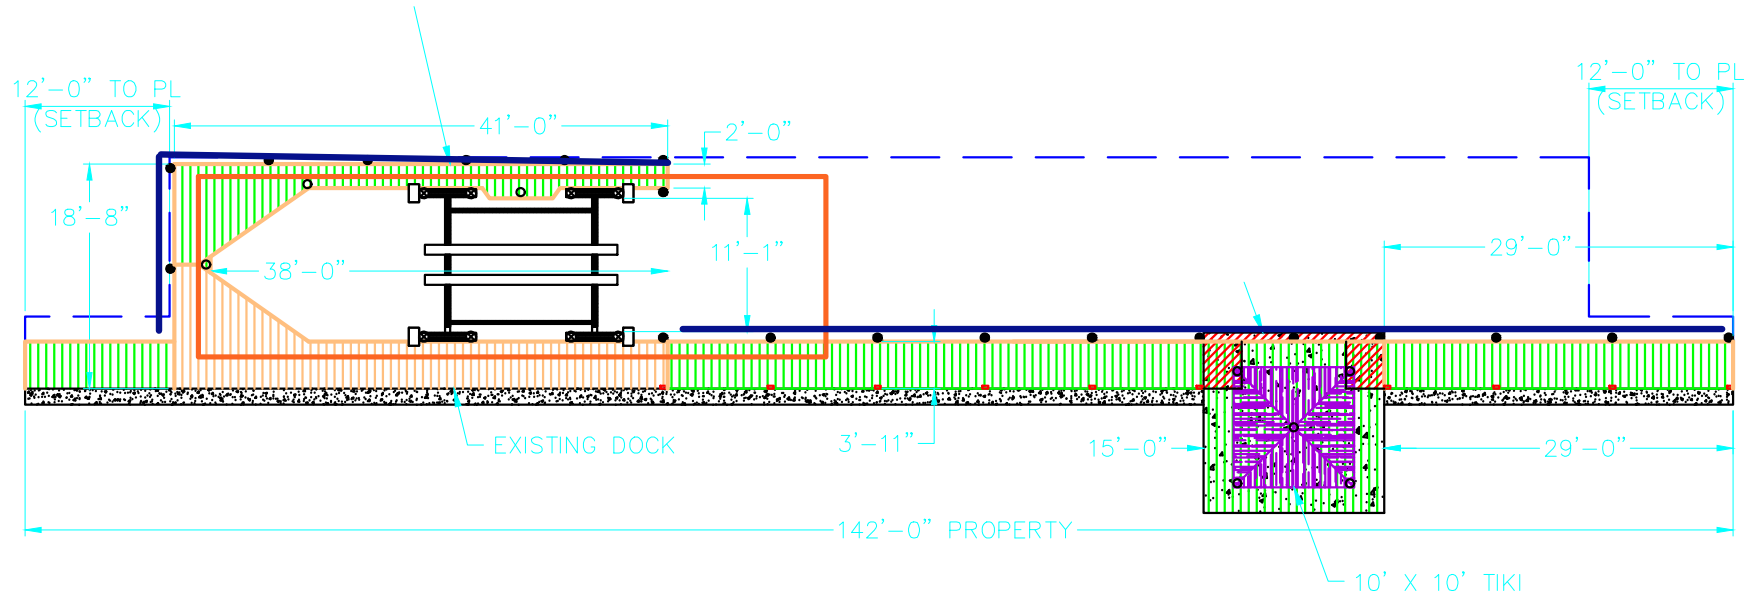 12'-0" TO PL
(SETBACK)
12'-0" TO PL
(SETBACK)
41'-0"
2'-0"
18'-8"
11'-1"
29'-0"
38'-0"
EXISTING DOCK
3'-11"
15'-0"
29'-0"
142'-0" PROPERTY
10' X 10' TIKI